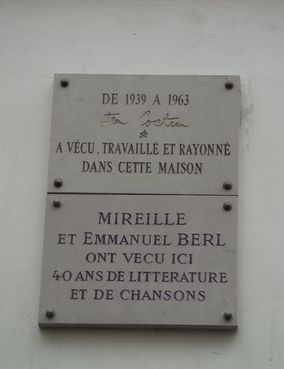 DE 1939 A 1963
Jean Cocteau
A VÉCU, TRAVAILLÉ ET RAYONNÉ
DANS CETTE MAISON
MIREILLE
ET EMMANUEL BERL
ONT VECU ICI
40 ANS DE LITTERATURE
ET DE CHANSONS